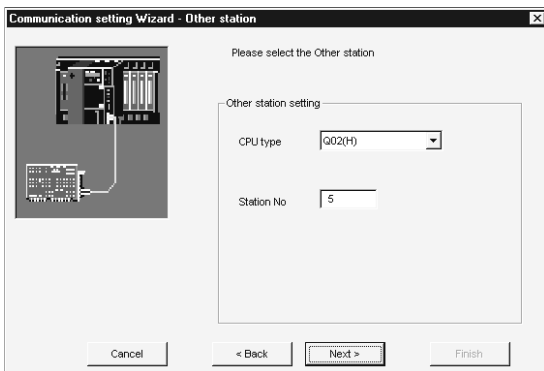 Communication setting Wizard - Other station
Please select the Other station
Other station setting
CPU type
Q02(H)
Station No
5
Cancel
< Back
Next >
Finish